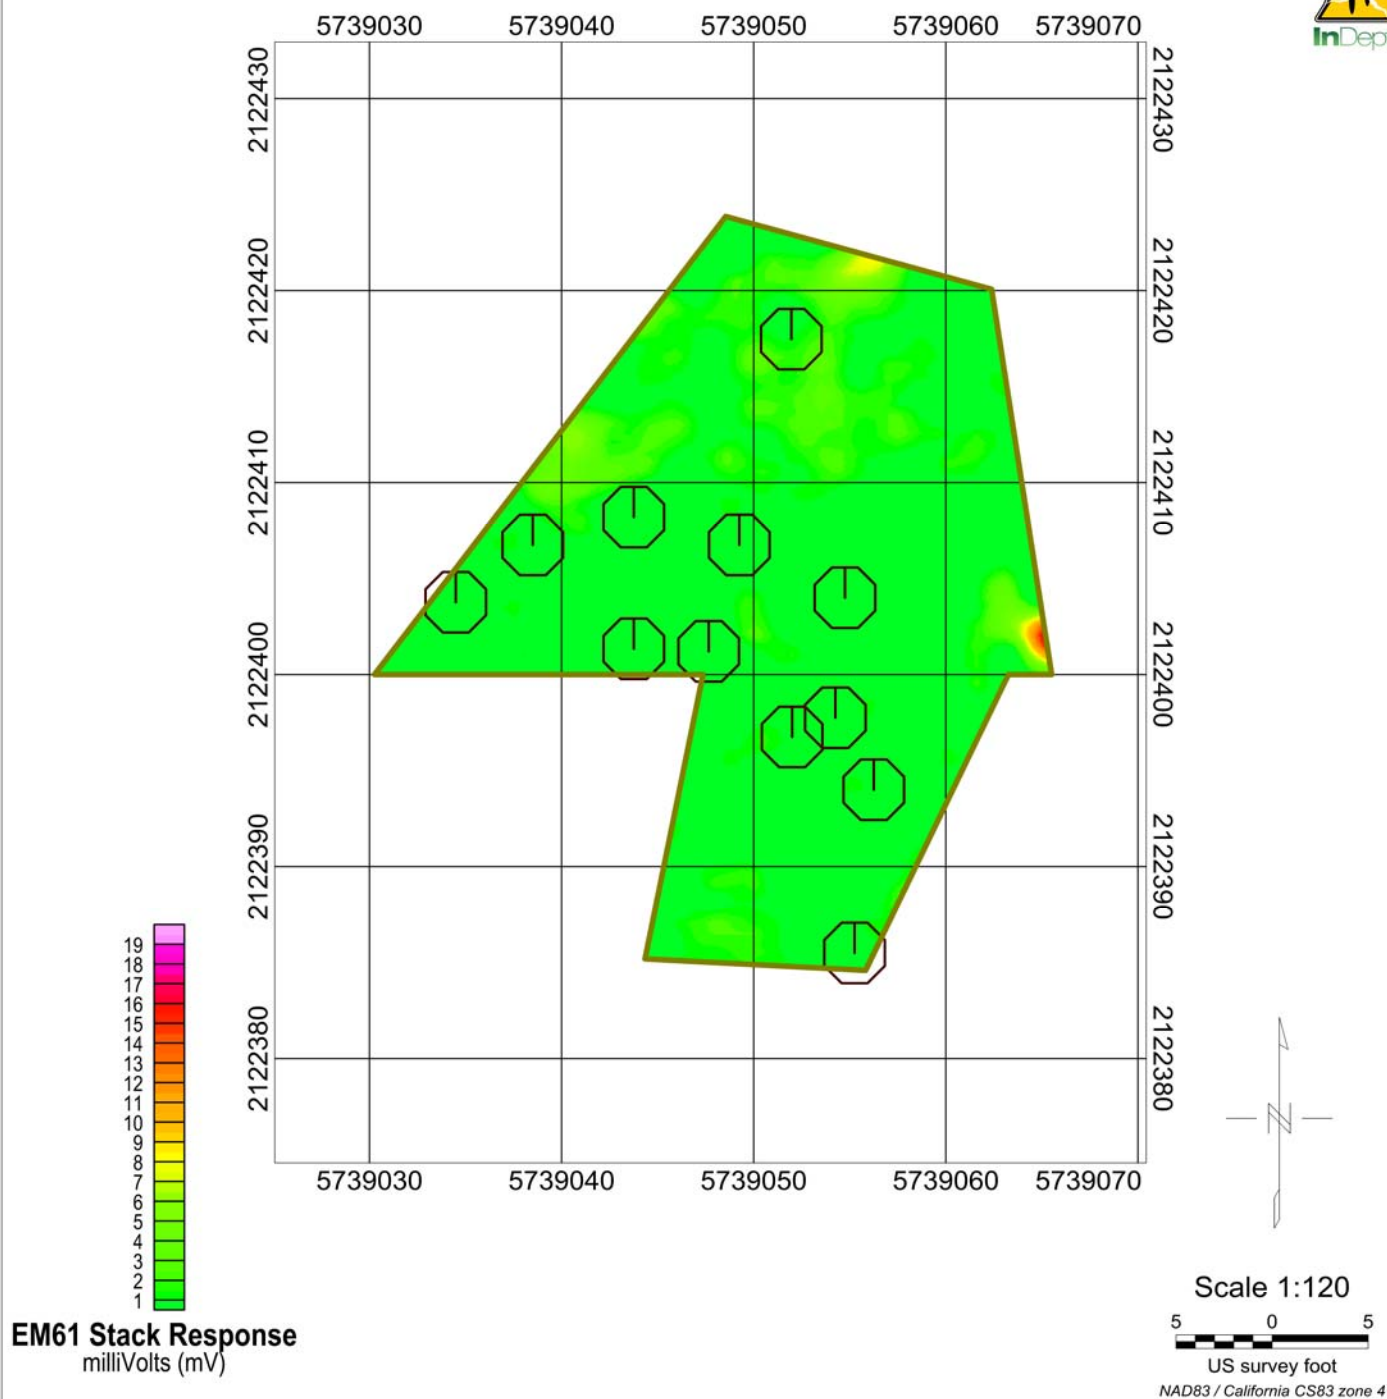 5739030 5739040 5739050 5739060 5739070
InDep
2122430 2122430
2122420 2122420
2122410 2122410
2122400 2122400
2122390 2122390
2122380 2122380
5739030 5739040 5739050 5739060 5739070
19
18
17
16
15
14
13
12
11
10
9
8
7
6
5
4
3
2
1
EM61 Stack Response
milliVolts (mV)
N
Scale 1:120
5 0 5
US survey foot
NAD83 / California CS83 zone 4